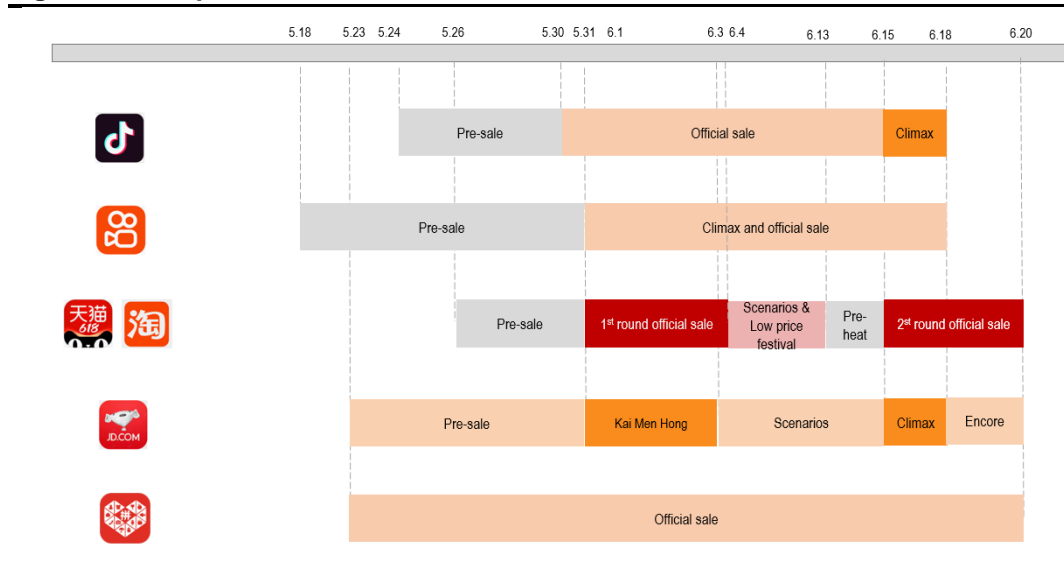 5.18 5.23 5.24 5.26 5.30 5.31 6.1 6.3 6.4 6.13 6.15 6.18 6.20
Pre-sale Official sale Climax
Pre-sale Climax and official sale
天猫
618
淘
Pre-sale
1st round official sale
Scenarios &
Low price
festival
Pre-
heat
2st round official sale
JD.COM
Pre-sale Kai Men Hong Scenarios Climax Encore
Official sale